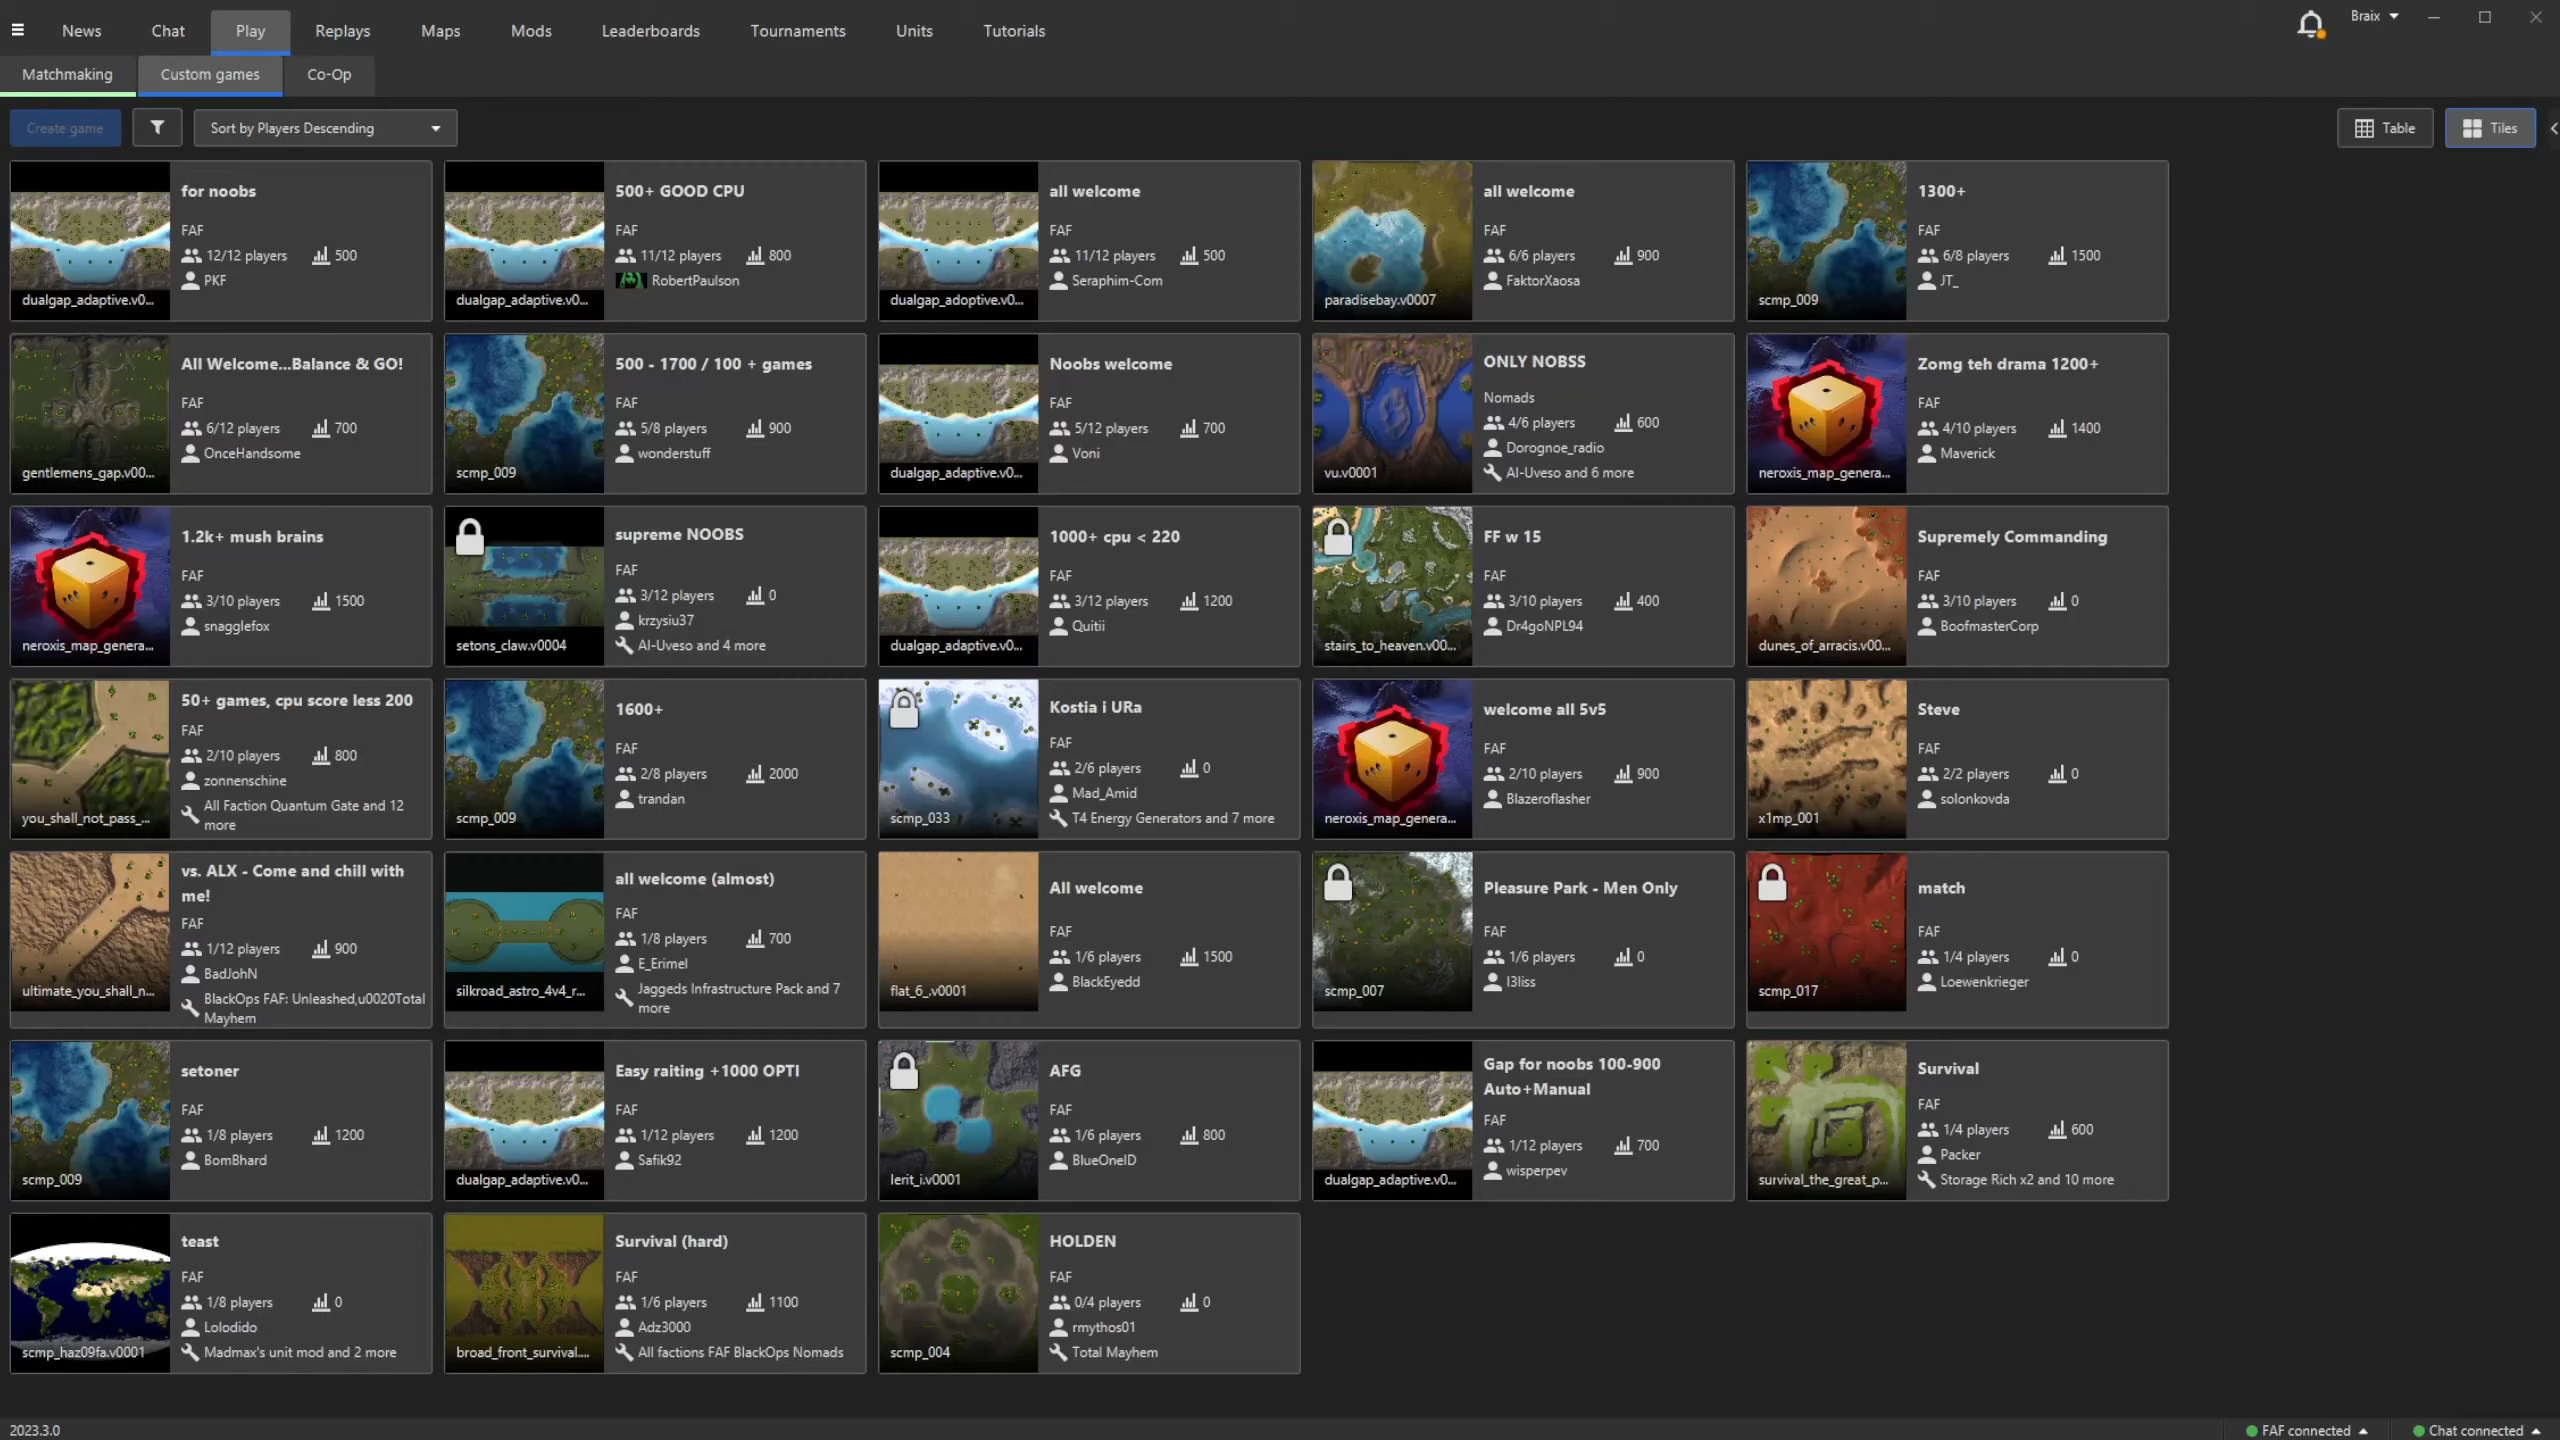 News
Chat
Play
Replays
Maps
Mods
Leaderboards
Tournaments
Units
Tutorials
Braix
Matchmaking
Custom games
Co-Op
Create game
Sort by Players Descending
Table
Tiles
for noobs
FAF
12/12 players
500
PKF
dualgap_adaptive.v0...
500+ GOOD CPU
FAF
11/12 players
800
RobertPaulson
dualgap_adaptive.v0...
all welcome
FAF
11/12 players
500
Seraphim-Com
dualgap_adoptive.v0...
all welcome
FAF
6/6 players
900
FaktorXaosa
paradisebay.v0007
1300+
FAF
6/8 players
1500
JT_
scmp_009
All Welcome...Balance & GO!
FAF
6/12 players
700
OnceHandsome
gentlemens_gap.v00...
500 - 1700 / 100 + games
FAF
5/8 players
900
wonderstuff
scmp_009
Noobs welcome
FAF
5/12 players
700
Voni
dualgap_adaptive.v0...
ONLY NOBSS
Nomads
4/6 players
600
Dorognoe_radio
AI-Uveso and 6 more
vu.v0001
Zomg teh drama 1200+
FAF
4/10 players
1400
Maverick
neroxis_map_genera...
1.2k+ mush brains
FAF
3/10 players
1500
snagglefox
neroxis_map_genera...
supreme NOOBS
FAF
3/12 players
0
krzysiu37
AI-Uveso and 4 more
setons_claw.v0004
1000+ cpu < 220
FAF
3/12 players
1200
Quitii
dualgap_adaptive.v0...
FF w 15
FAF
3/10 players
400
Dr4goNPL94
stairs_to_heaven.v00...
Supremely Commanding
FAF
3/10 players
0
BoofmasterCorp
dunes_of_arracis.v00...
50+ games, cpu score less 200
FAF
2/10 players
800
zonnenschine
All Faction Quantum Gate and 12
more
you_shall_not_pass_...
1600+
FAF
2/8 players
2000
trandan
scmp_009
Kostia i URa
FAF
2/6 players
0
Mad_Amid
T4 Energy Generators and 7 more
scmp_033
welcome all 5v5
FAF
2/10 players
900
Blazeroflasher
neroxis_map_genera...
Steve
FAF
2/2 players
0
solonkovda
x1mp_001
vs. ALX - Come and chill with
me!
FAF
1/12 players
900
BadJohN
BlackOps FAF: Unleashed,u0020Total
Mayhem
ultimate_you_shall_n...
all welcome (almost)
FAF
1/8 players
700
E_Erimel
Jaggeds Infrastructure Pack and 7
more
silkroad_astro_4v4_r...
All welcome
FAF
1/6 players
1500
BlackEyedd
flat_6_.v0001
Pleasure Park - Men Only
FAF
1/6 players
0
l3liss
scmp_007
match
FAF
1/4 players
0
Loewenkrieger
scmp_017
setoner
FAF
1/8 players
1200
BomBhard
scmp_009
Easy raiting +1000 OPTI
FAF
1/12 players
1200
Safik92
dualgap_adaptive.v0...
AFG
FAF
1/6 players
800
BlueOneID
lerit_i.v0001
Gap for noobs 100-900
Auto+Manual
FAF
1/12 players
700
wisperpev
dualgap_adaptive.v0...
Survival
FAF
1/4 players
600
Packer
Storage Rich x2 and 10 more
survival_the_great_p...
teast
FAF
1/8 players
0
Lolodido
Madmax's unit mod and 2 more
scmp_haz09fa.v0001
Survival (hard)
FAF
1/6 players
1100
Adz3000
All factions FAF BlackOps Nomads
broad_front_survival....
HOLDEN
FAF
0/4 players
0
rmythos01
Total Mayhem
scmp_004
2023.3.0
FAF connected
Chat connected